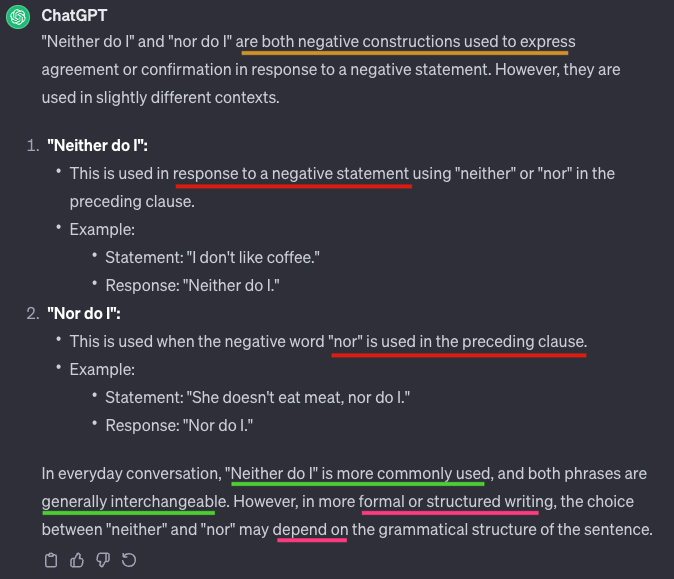 ChatGPT
"Neither do I" and "nor do I" are both negative constructions used to express
agreement or confirmation in response to a negative statement. However, they are
used in slightly different contexts.
1. "Neither do I":
• This is used in response to a negative statement using "neither" or "nor" in the
preceding clause.
• Example:
• Statement: "I don't like coffee."
• Response: "Neither do I."
2. "Nor do I":
• This is used when the negative word "nor" is used in the preceding clause.
• Example:
• Statement: "She doesn't eat meat, nor do I."
• Response: "Nor do I."
In everyday conversation, "Neither do I" is more commonly used, and both phrases are
generally interchangeable. However, in more formal or structured writing, the choice
between "neither" and "nor" may depend on the grammatical structure of the sentence.